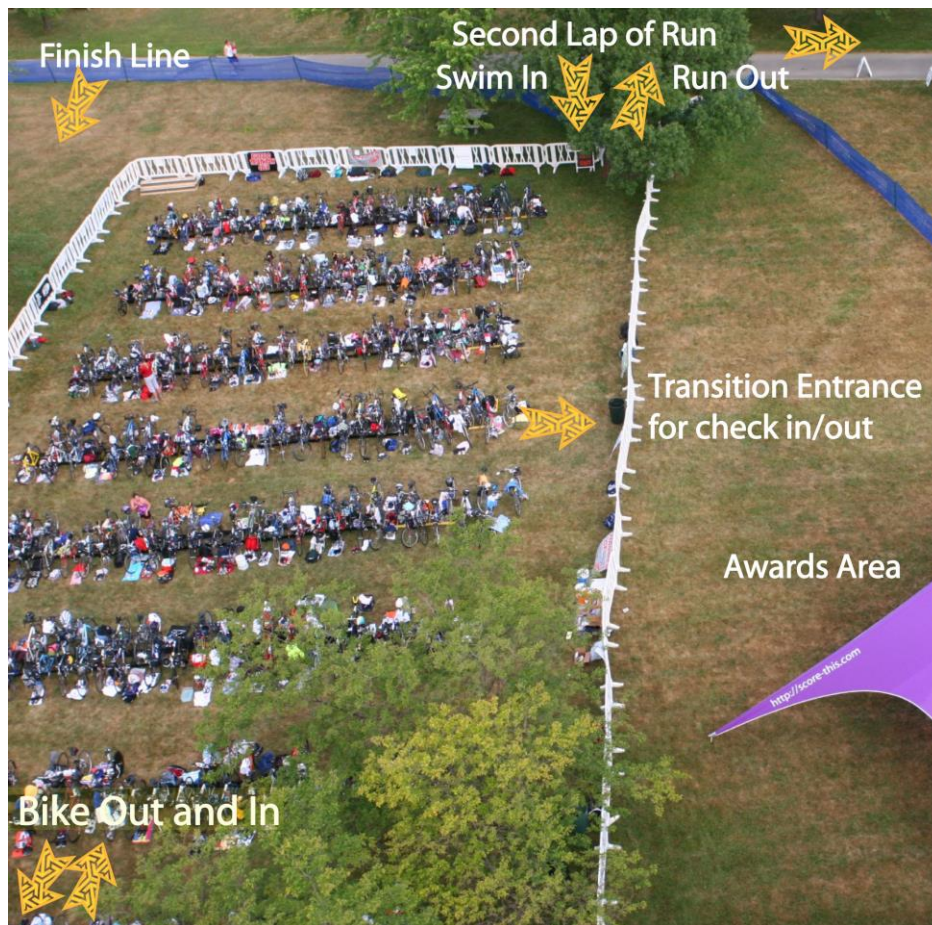 Finish Line
Second Lap of Run
Swim In
Run Out
Transition Entrance
for check in/out
Awards Area
http://score-this.com
Bike Out and In